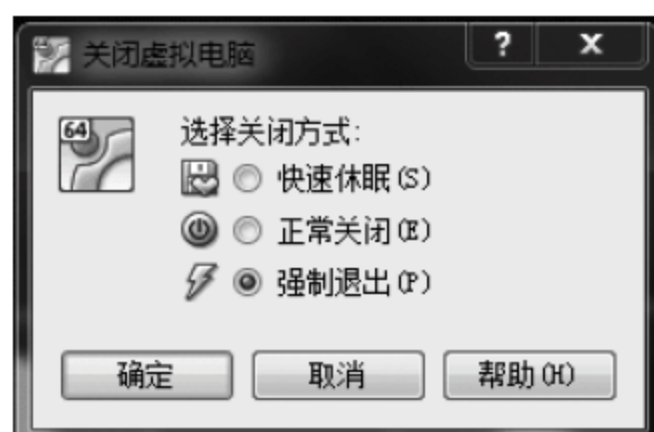 关闭虚拟电脑
?
x
64
选择关闭方式:
快速休眠(S)
正常关闭(E)
强制退出(P)
确定
取消
帮助(H)